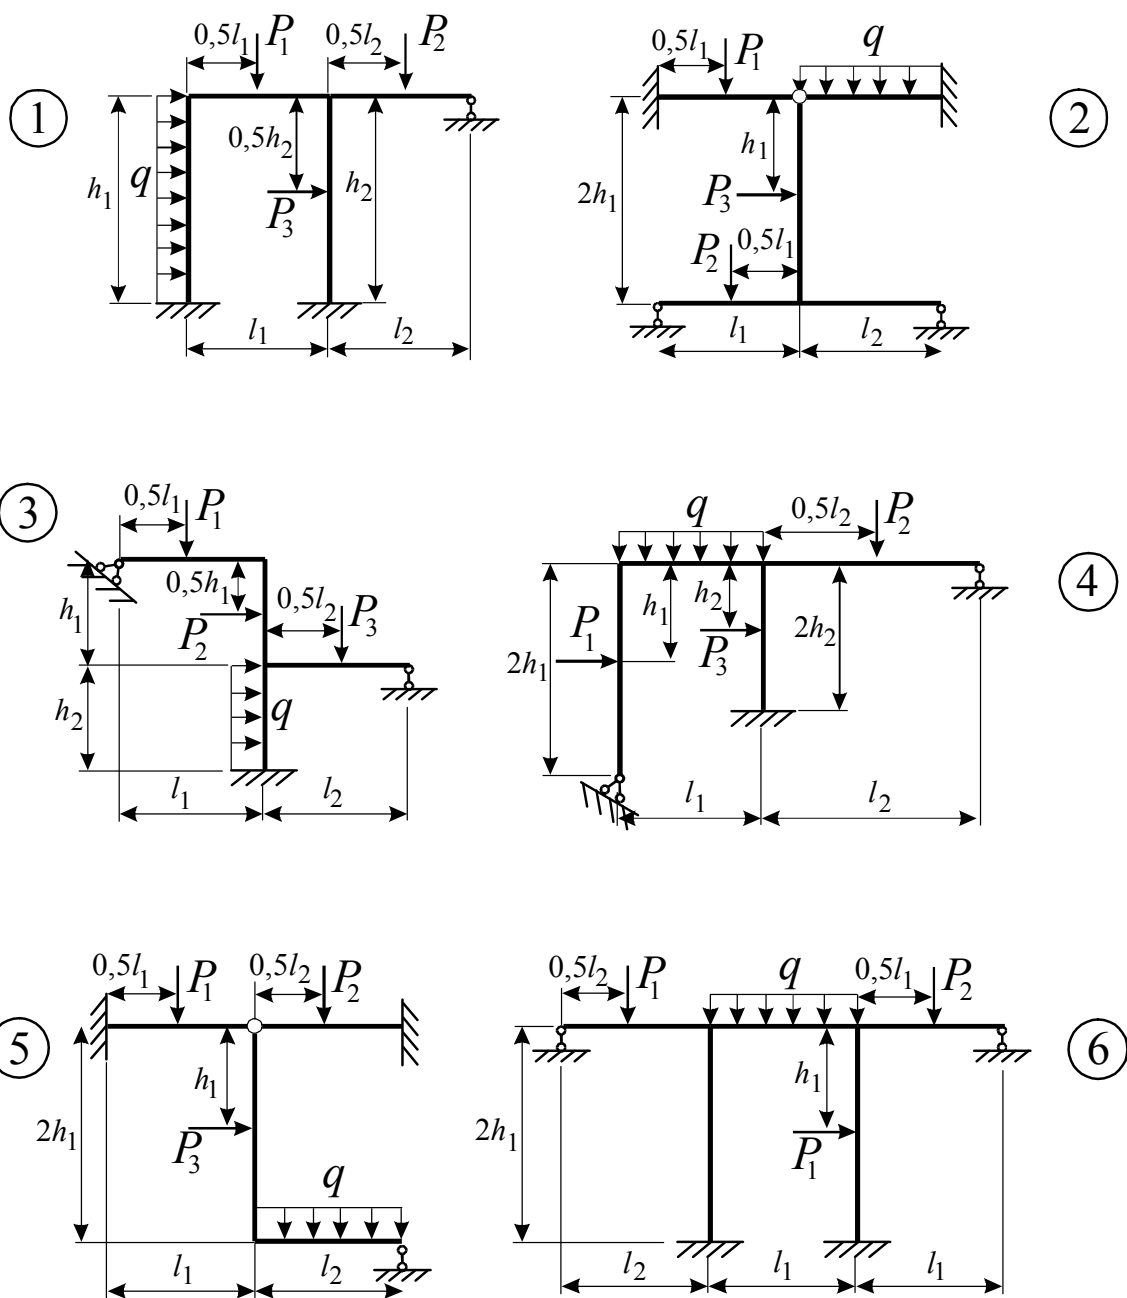 1
0,5l₁
P₁
0,5l₂
P₂
h₁
q
0,5h₂
P₃
h₂
l₁
l₂
2
0,5l₁
P₁
q
2h₁
h₁
P₃
P₂
0,5l₁
l₁
l₂
3
0,5l₁
P₁
h₁
0,5h₁
P₂
0,5l₂
P₃
h₂
q
l₁
l₂
4
q
0,5l₂
P₂
P₁
h₁
h₂
2h₁
P₃
2h₂
l₁
l₂
5
0,5l₁
P₁
0,5l₂
P₂
h₁
2h₁
P₃
q
l₁
l₂
6
0,5l₂
P₁
q
0,5l₁
P₂
2h₁
h₁
P₁
l₂
l₁
l₁